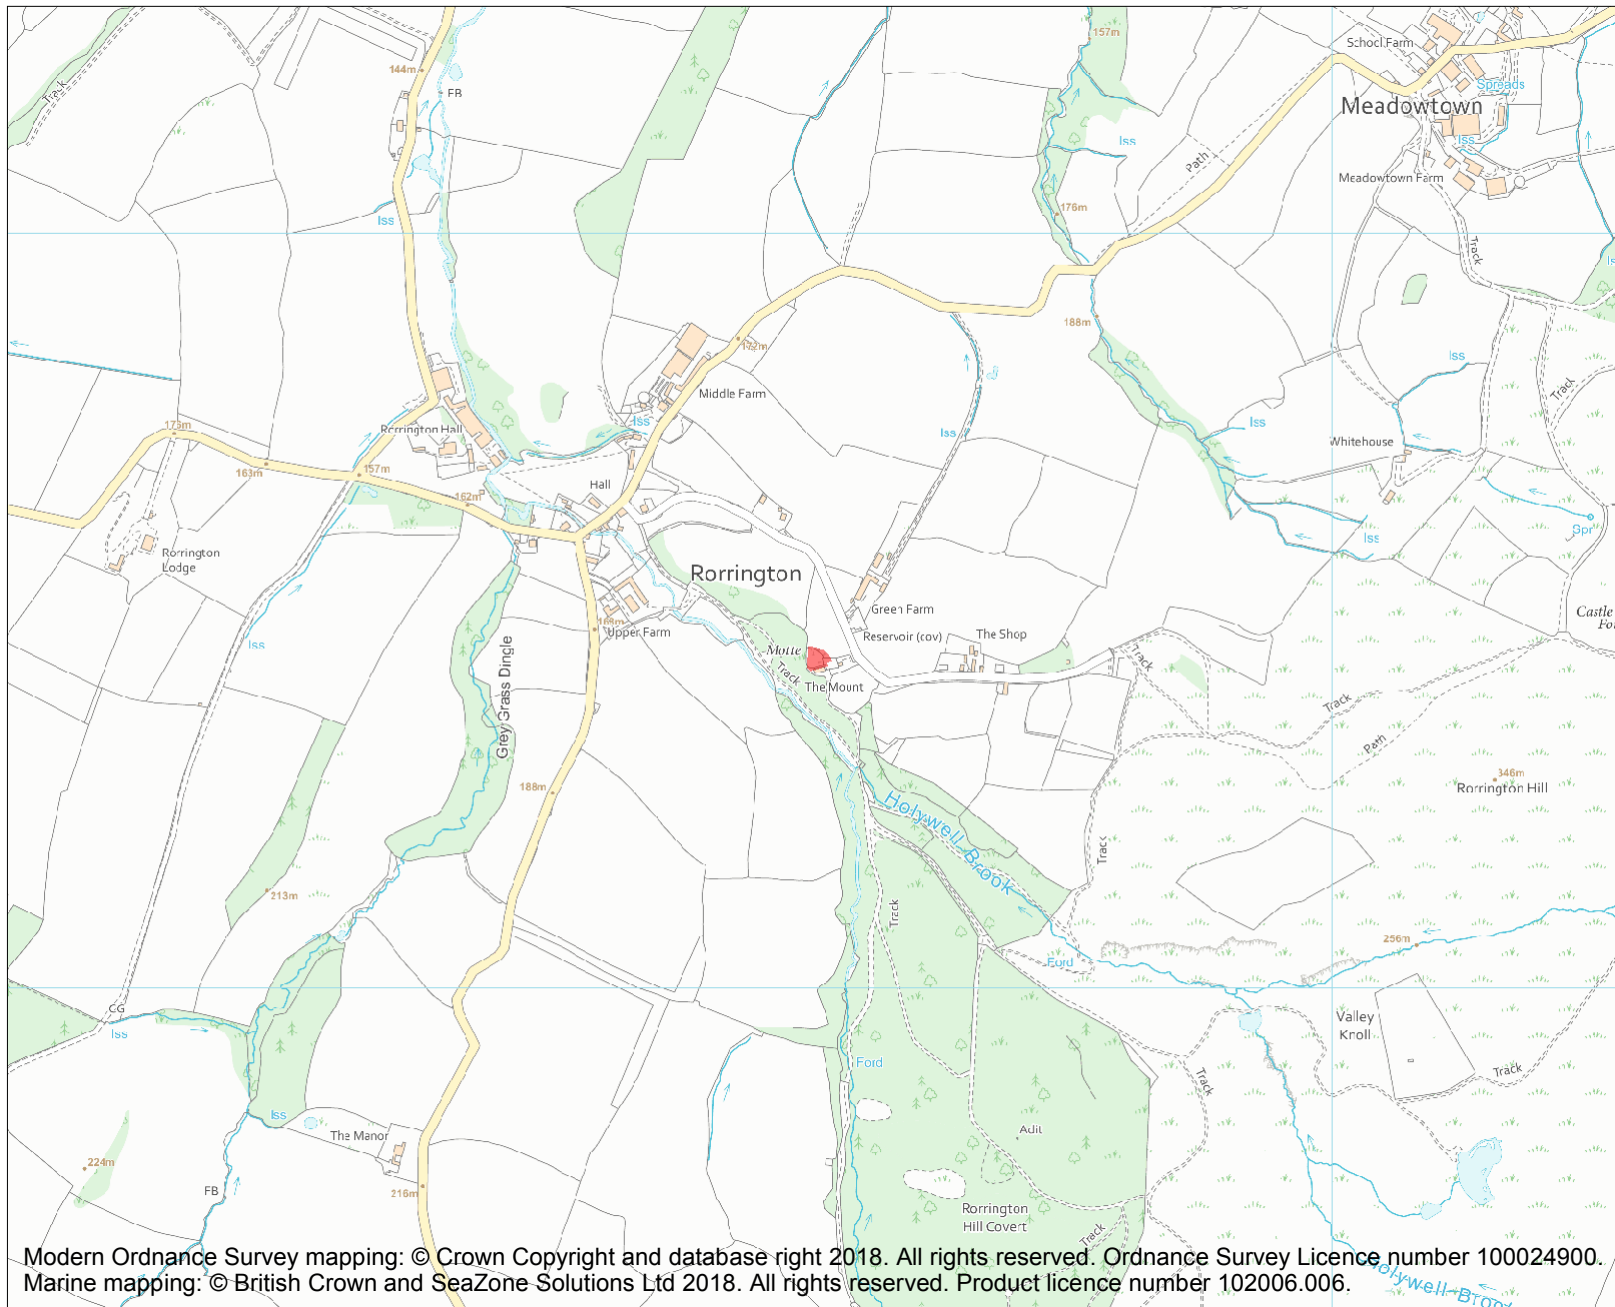 157m
School Farm
144m
Track
FB
Spreads
Meadowtown
Iss
Iss
Path
Meadowtown Farm
176m
Iss
Track
188m
172m
Iss
Track
Middle Farm
Iss
Iss
Iss
173m
Rorrington Hall
Whitehouse
163m
157m
Hall
162m
Spr
Iss
Rorrington
Lodge
Rorrington
Castle
Green Farm
168m
Upper Farm
Reservoir (cov)
The Shop
Iss
Motte
Track
The Mount
Track
Grey Grass Dingle
Track
Path
188m
346m
Rorrington Hill
Holywell Brook
Track
213m
Track
256m
Ford
CG
Iss
Valley
Knoll
Ford
Track
Track
Iss
The Manor
Adit
224m
FB
216m
Rorrington
Hill Covert
Track
Modern Ordnance Survey mapping: © Crown Copyright and database right 2018. All rights reserved. Ordnance Survey Licence number 100024900.
Marine mapping: © British Crown and SeaZone Solutions Ltd 2018. All rights reserved. Product licence number 102006.006.
Holywell Brook